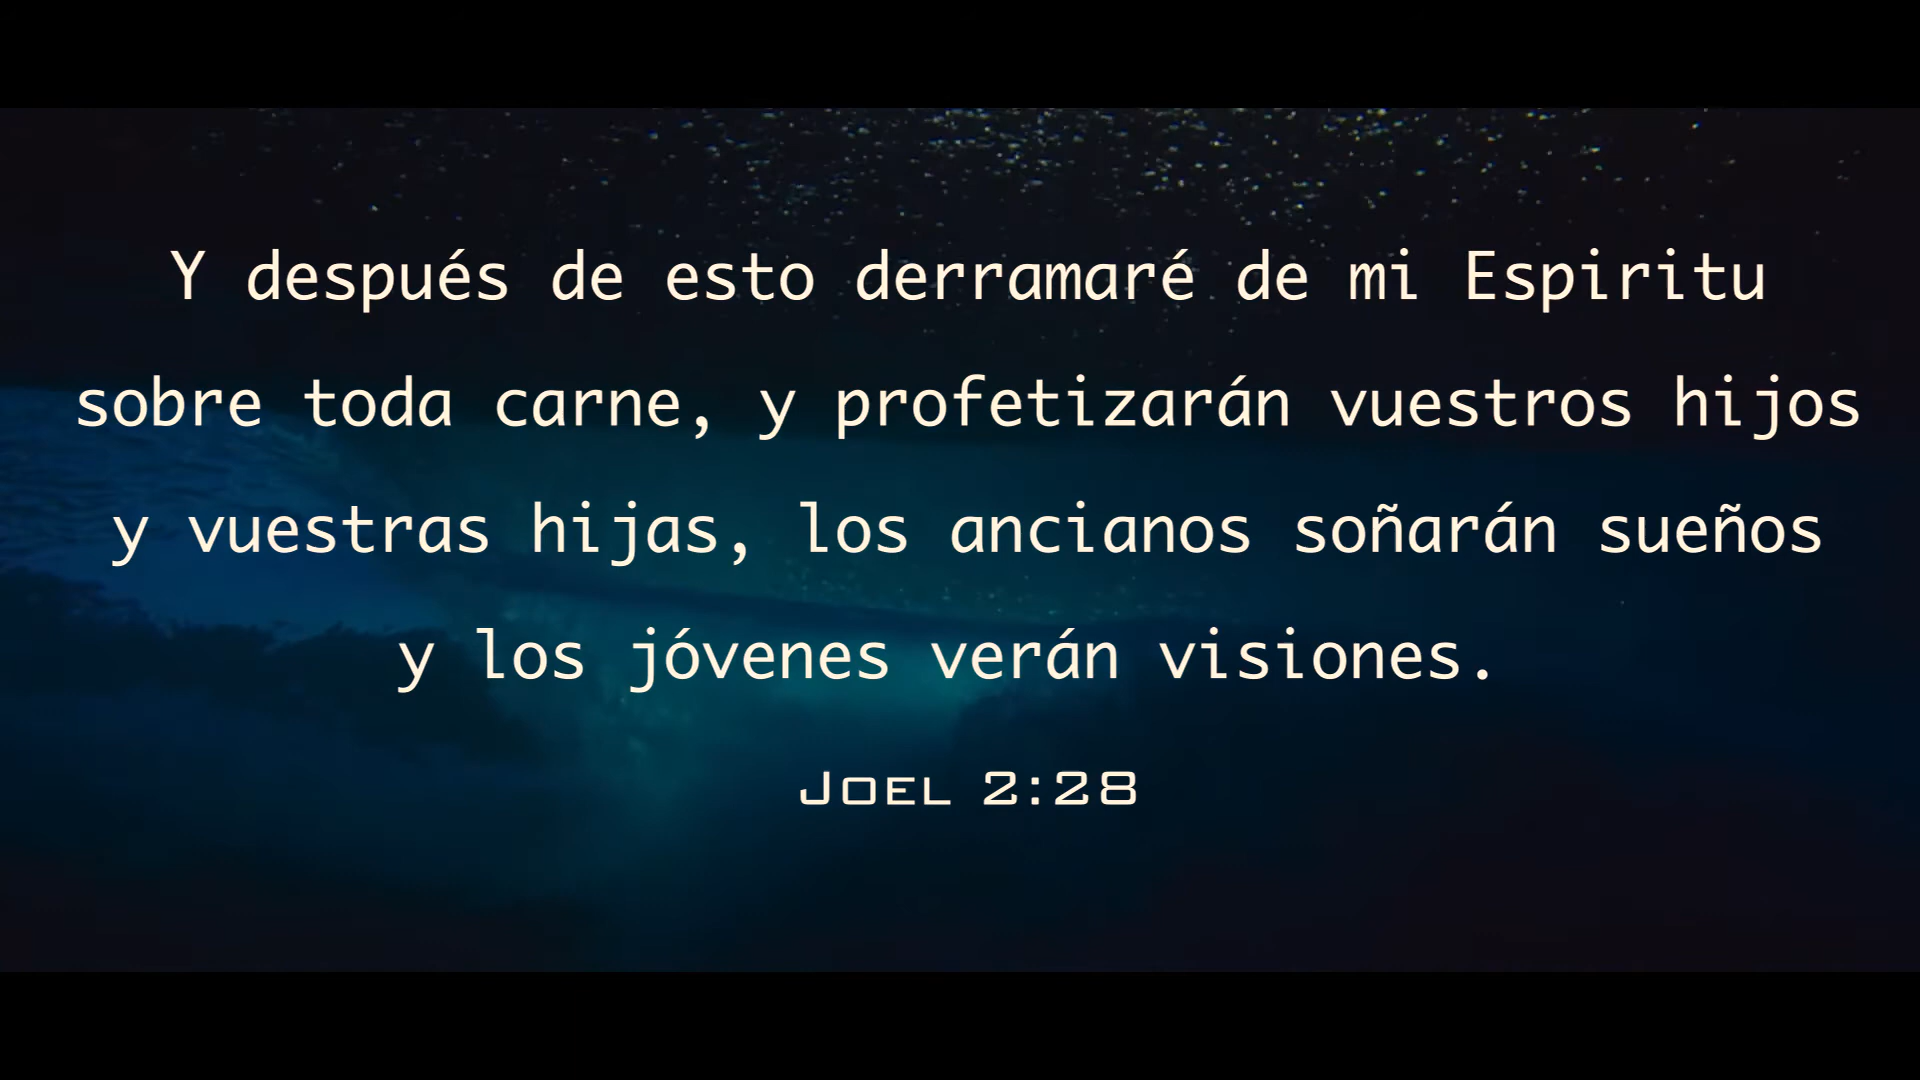 Y después de esto derramaré de mi Espiritu
sobre toda carne, y profetizarán vuestros hijos
y vuestras hijas, los ancianos soñarán sueños
y los jóvenes verán visiones.
Joel 2:28